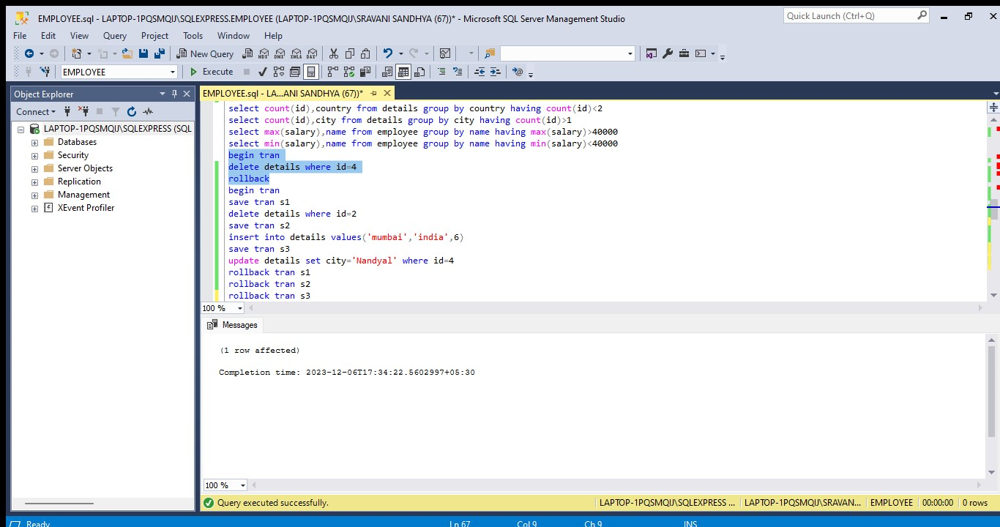 EMPLOYEE.sql - LAPTOP-1PQSMQIJ\SQLEXPRESS.EMPLOYEE (LAPTOP-1PQSMQIJ\SRAVANI SANDHYA (67))* - Microsoft SQL Server Management Studio
Quick Launch (Ctrl+Q)
File Edit View Query Project Tools Window Help
New Query MDX DMX XMLA DAX
EMPLOYEE Execute
Object Explorer
Connect
LAPTOP-1PQSMQIJ\SQLEXPRESS (SQL
Databases
Security
Server Objects
Replication
Management
XEvent Profiler
EMPLOYEE.sql - LA...ANI SANDHYA (67))*
select count(id),country from details group by country having count(id)<2
select count(id),city from details group by city having count(id)>1
select max(salary),name from employee group by name having max(salary)>40000
select min(salary),name from employee group by name having min(salary)<40000
begin tran
delete details where id=4
rollback
begin tran
save tran s1
delete details where id=2
save tran s2
insert into details values('mumbai','india',6)
save tran s3
update details set city='Nandyal' where id=4
rollback tran s1
rollback tran s2
rollback tran s3
100 %
Messages
(1 row affected)
Completion time: 2023-12-06T17:34:22.5602997+05:30
100 %
Query executed successfully. LAPTOP-1PQSMQIJ\SQLEXPRESS ... LAPTOP-1PQSMQIJ\SRAVAN... EMPLOYEE 00:00:00 0 rows
Ready Ln 67 Col 9 Ch 9 INS